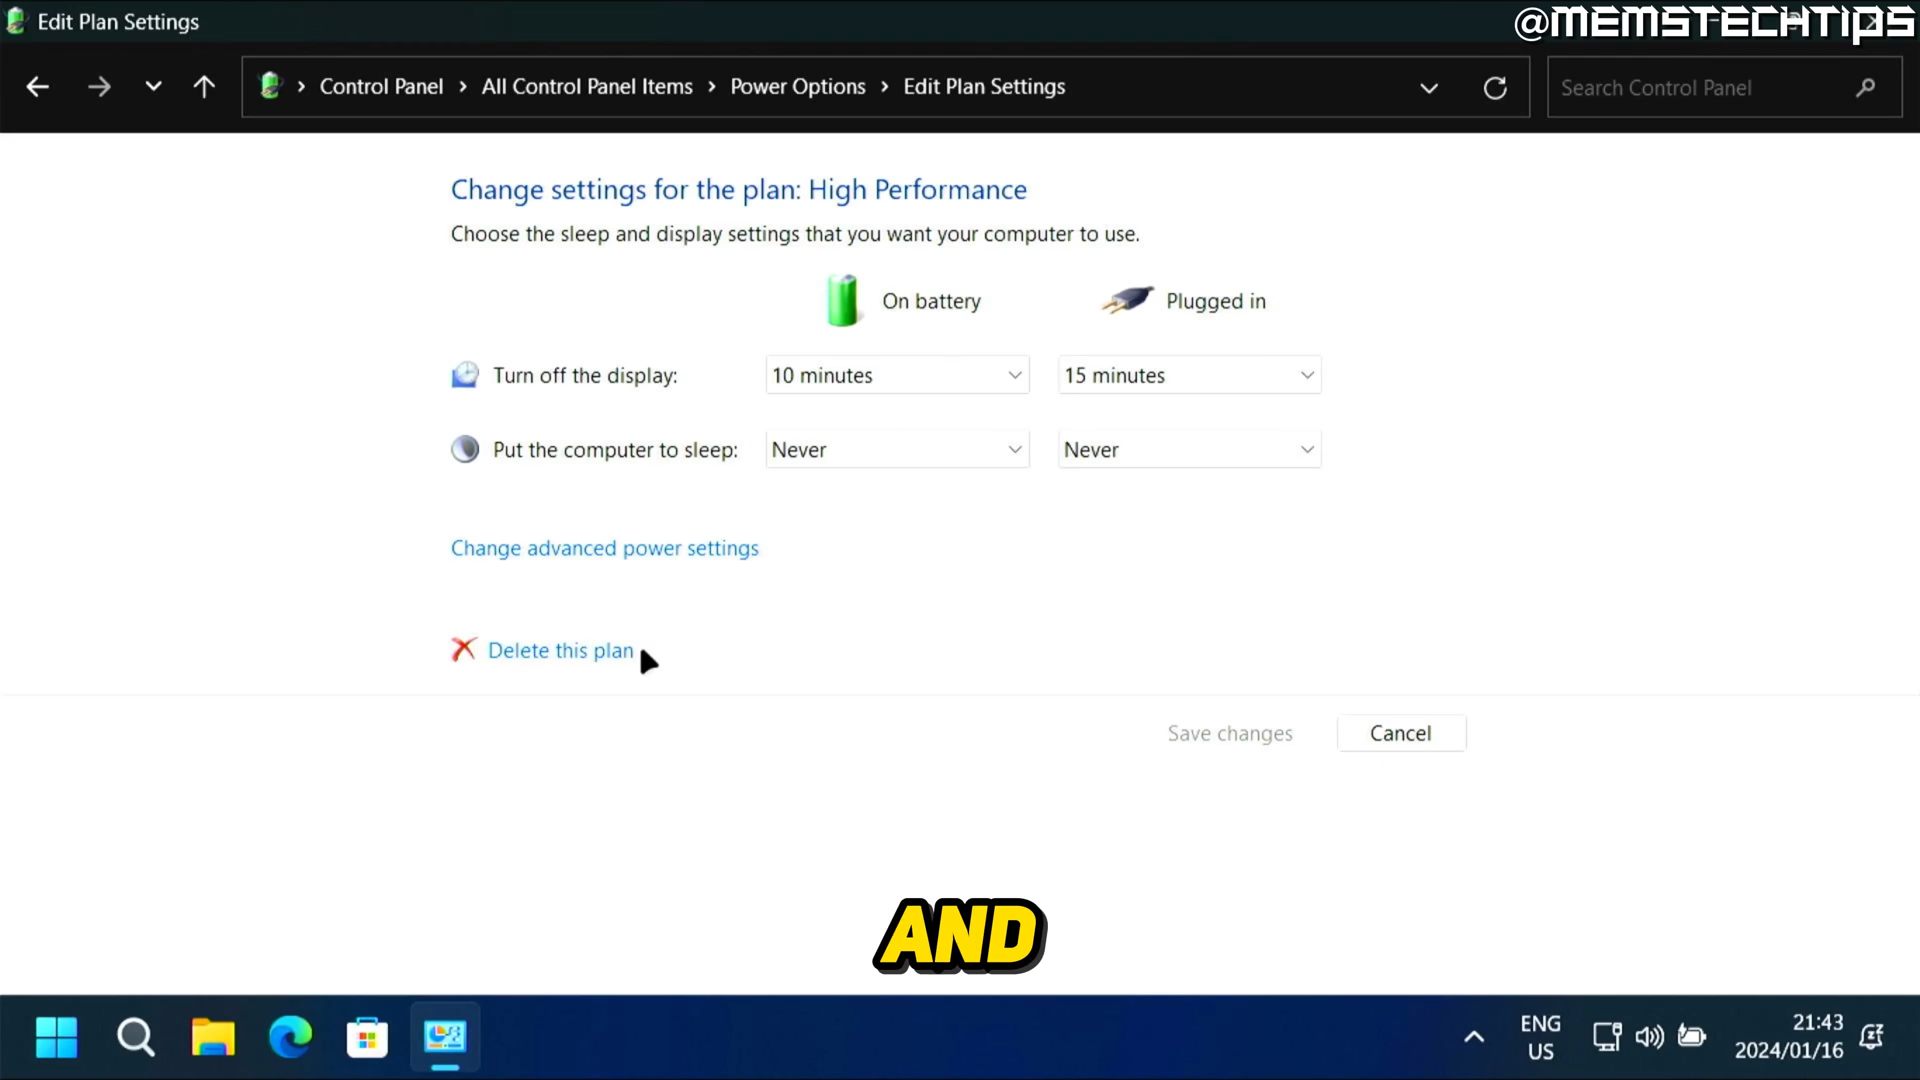 Edit Plan Settings
@MEMSTECHTIPS
Control Panel > All Control Panel Items > Power Options > Edit Plan Settings
Search Control Panel
Change settings for the plan: High Performance
Choose the sleep and display settings that you want your computer to use.
On battery
Plugged in
Turn off the display: 10 minutes 15 minutes
Put the computer to sleep: Never Never
Change advanced power settings
Delete this plan
Save changes Cancel
AND
ENG
US
21:43
2024/01/16